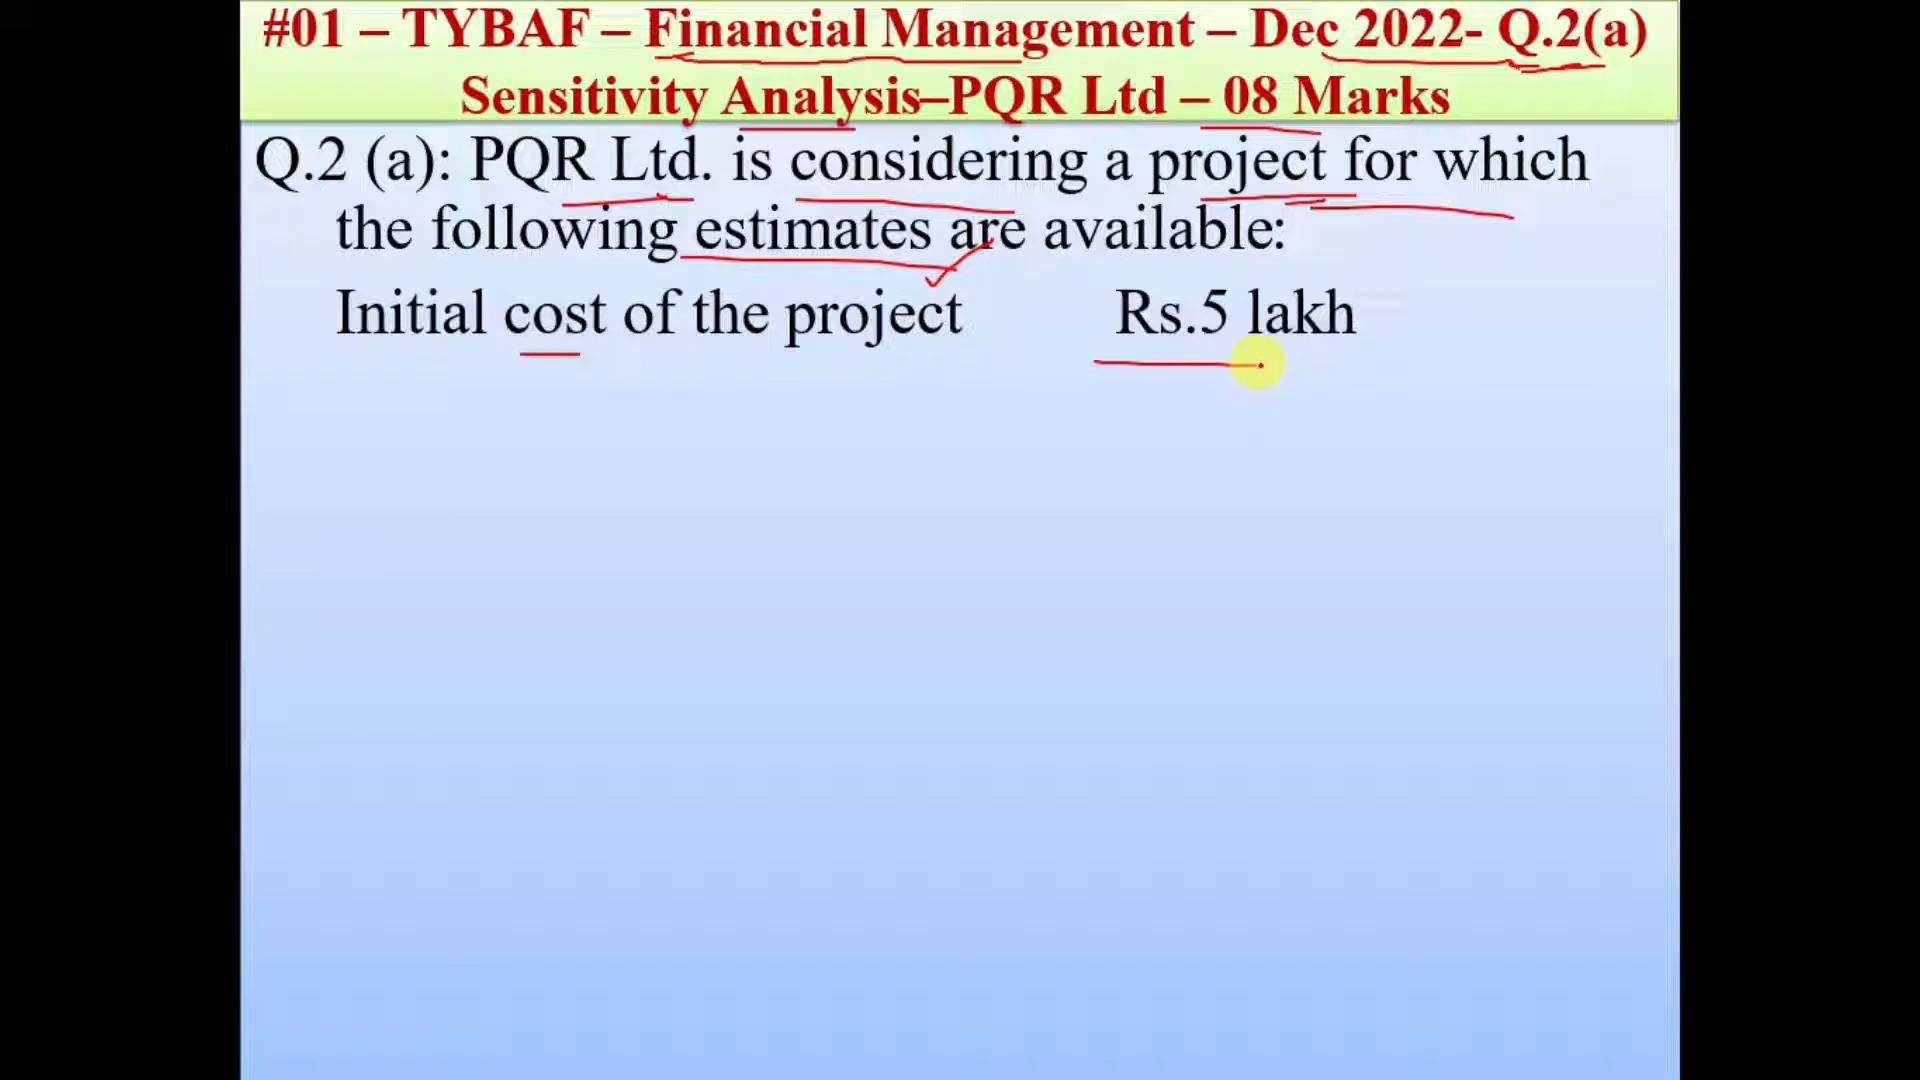 #01 – TYBAF – Financial Management – Dec 2022- Q.2(a)
Sensitivity Analysis–PQR Ltd – 08 Marks
Q.2 (a): PQR Ltd. is considering a project for which
the following estimates are available:
Initial cost of the project Rs.5 lakh